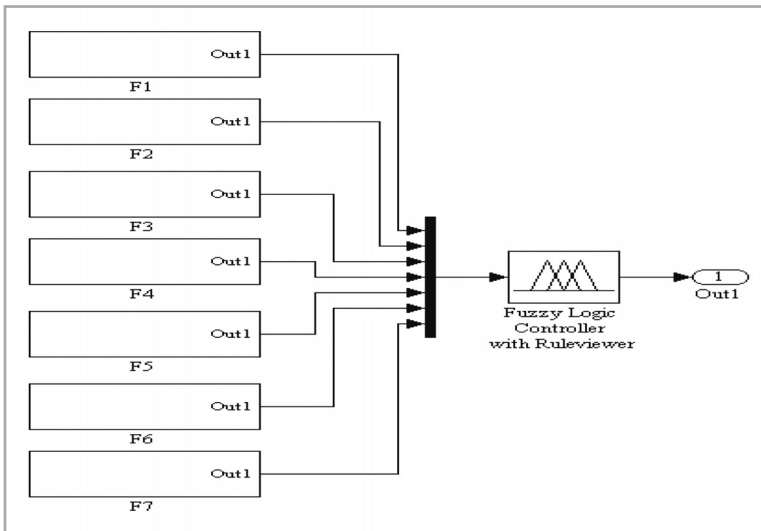 Out1
F1
Out1
F2
Out1
F3
Out1
F4
Out1
F5
Out1
F6
Out1
F7
Fuzzy Logic
Controller
with Ruleviewer
1
Out1